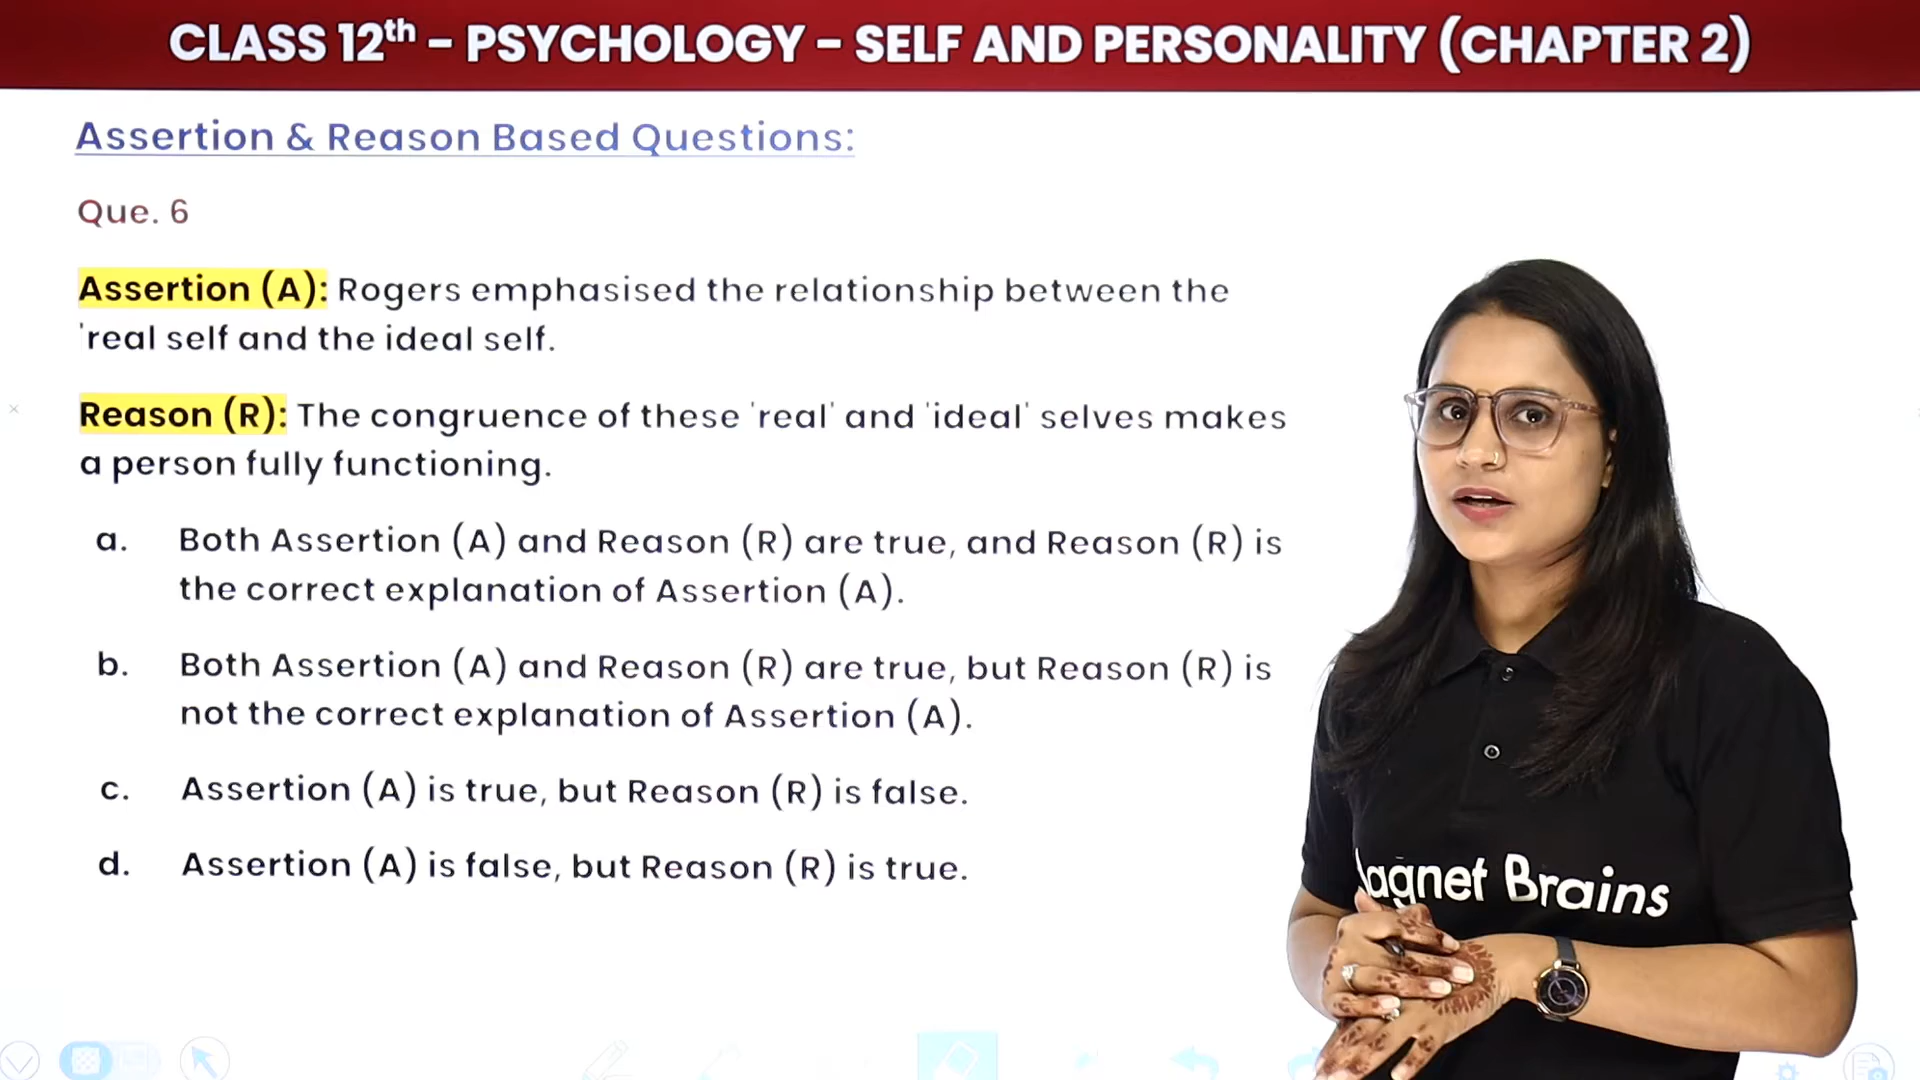 CLASS 12th - PSYCHOLOGY - SELF AND PERSONALITY (CHAPTER 2)
Assertion & Reason Based Questions:
Que. 6
Assertion (A): Rogers emphasised the relationship between the
'real self and the ideal self.
Reason (R): The congruence of these 'real' and 'ideal' selves makes
a person fully functioning.
a. Both Assertion (A) and Reason (R) are true, and Reason (R) is
the correct explanation of Assertion (A).
b. Both Assertion (A) and Reason (R) are true, but Reason (R) is
not the correct explanation of Assertion (A).
c. Assertion (A) is true, but Reason (R) is false.
d. Assertion (A) is false, but Reason (R) is true.
agnet Brains